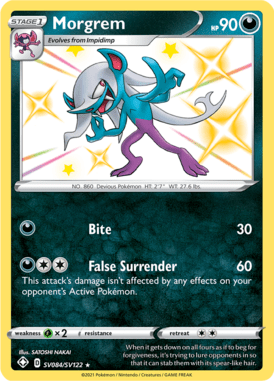 STAGE 1
Morgrem
HP 90
Evolves from Impidimp
NO. 860 Devious Pokémon HT: 2'7" WT: 27.6 lbs.
Bite 30
False Surrender 60
This attack's damage isn't affected by any effects on your
opponent's Active Pokémon.
weakness ×2 resistance retreat
Illus. SATOSHI NAKAI
D SV084/SV122 ★
When it gets down on all fours as if to beg for
forgiveness, it's trying to lure opponents in so
that it can stab them with its spear-like hair.
©2021 Pokémon / Nintendo / Creatures / GAME FREAK